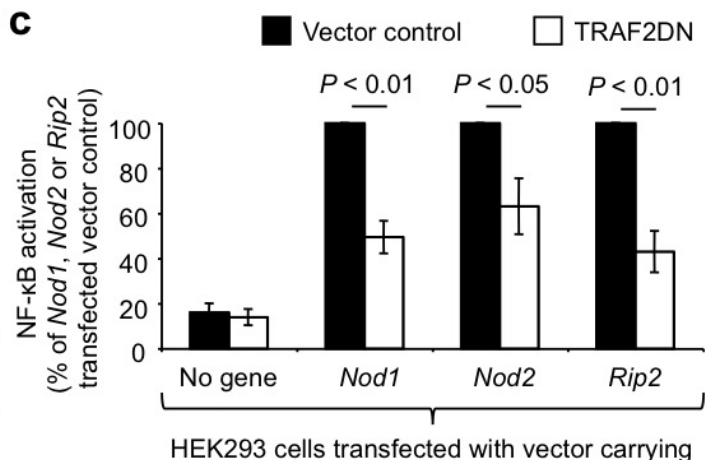 c
Vector control
TRAF2DN
P < 0.01
P < 0.05
P < 0.01
NF-κB activation
(% of Nod1, Nod2 or Rip2
transfected vector control)
100
80
60
40
20
0
No gene
Nod1
Nod2
Rip2
HEK293 cells transfected with vector carrying